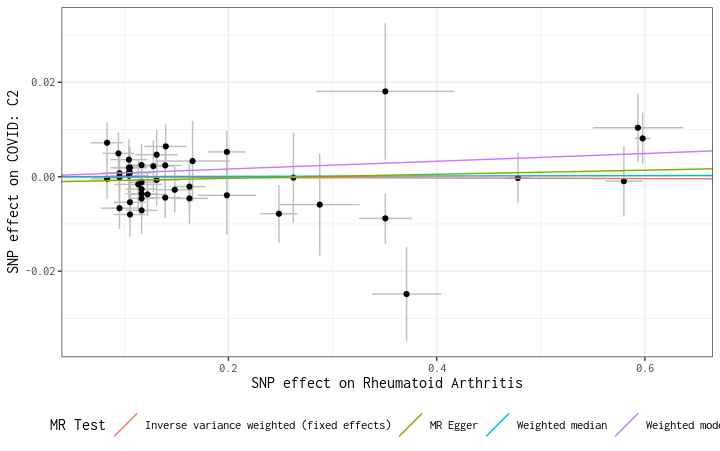 0.02
0.00
-0.02
SNP effect on COVID: C2
0.2
0.4
0.6
SNP effect on Rheumatoid Arthritis
MR Test
Inverse variance weighted (fixed effects)
MR Egger
Weighted median
Weighted mode